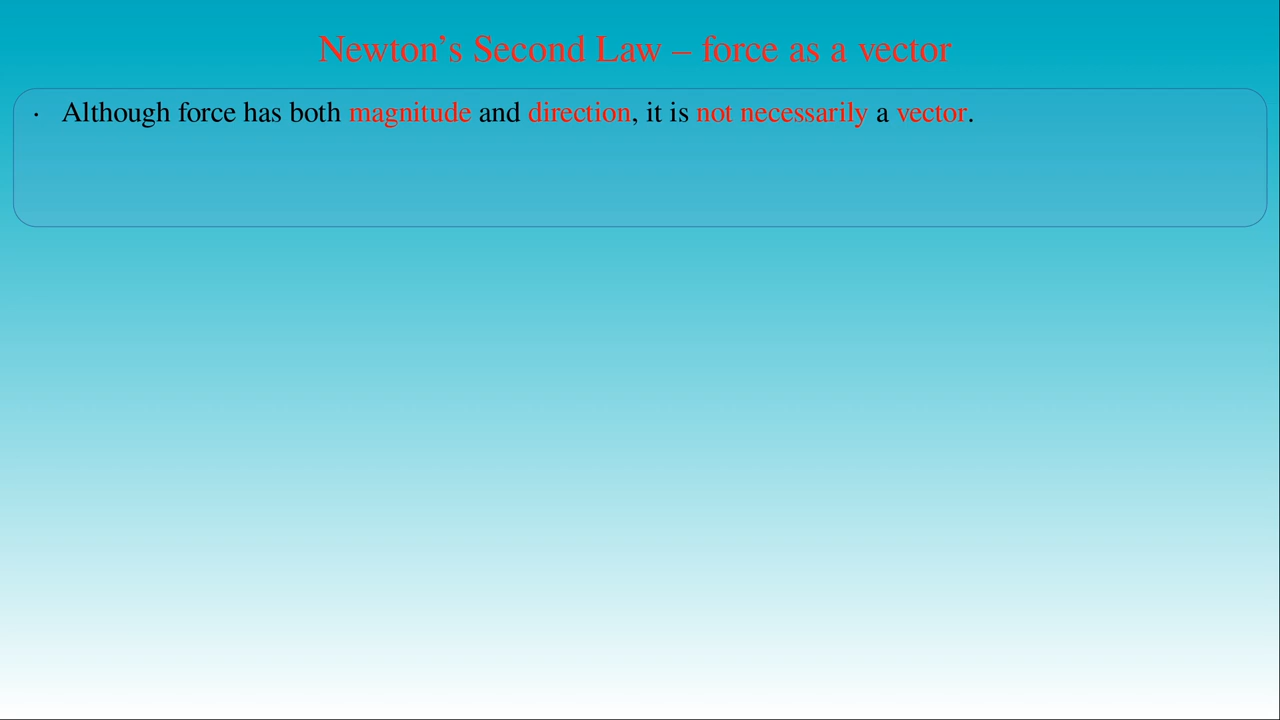 Newton’s Second Law – force as a vector
· Although force has both magnitude and direction, it is not necessarily a vector.